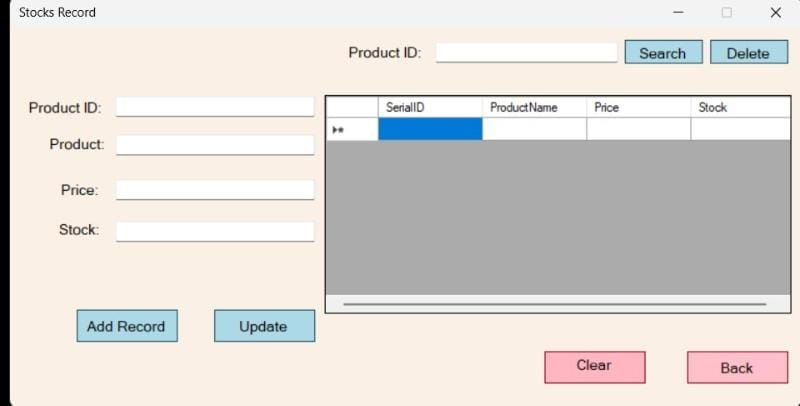 Stocks Record
Product ID: Search Delete
Product ID:
Product:
Price:
Stock:
SerialID ProductName Price Stock
Add Record Update
Clear Back